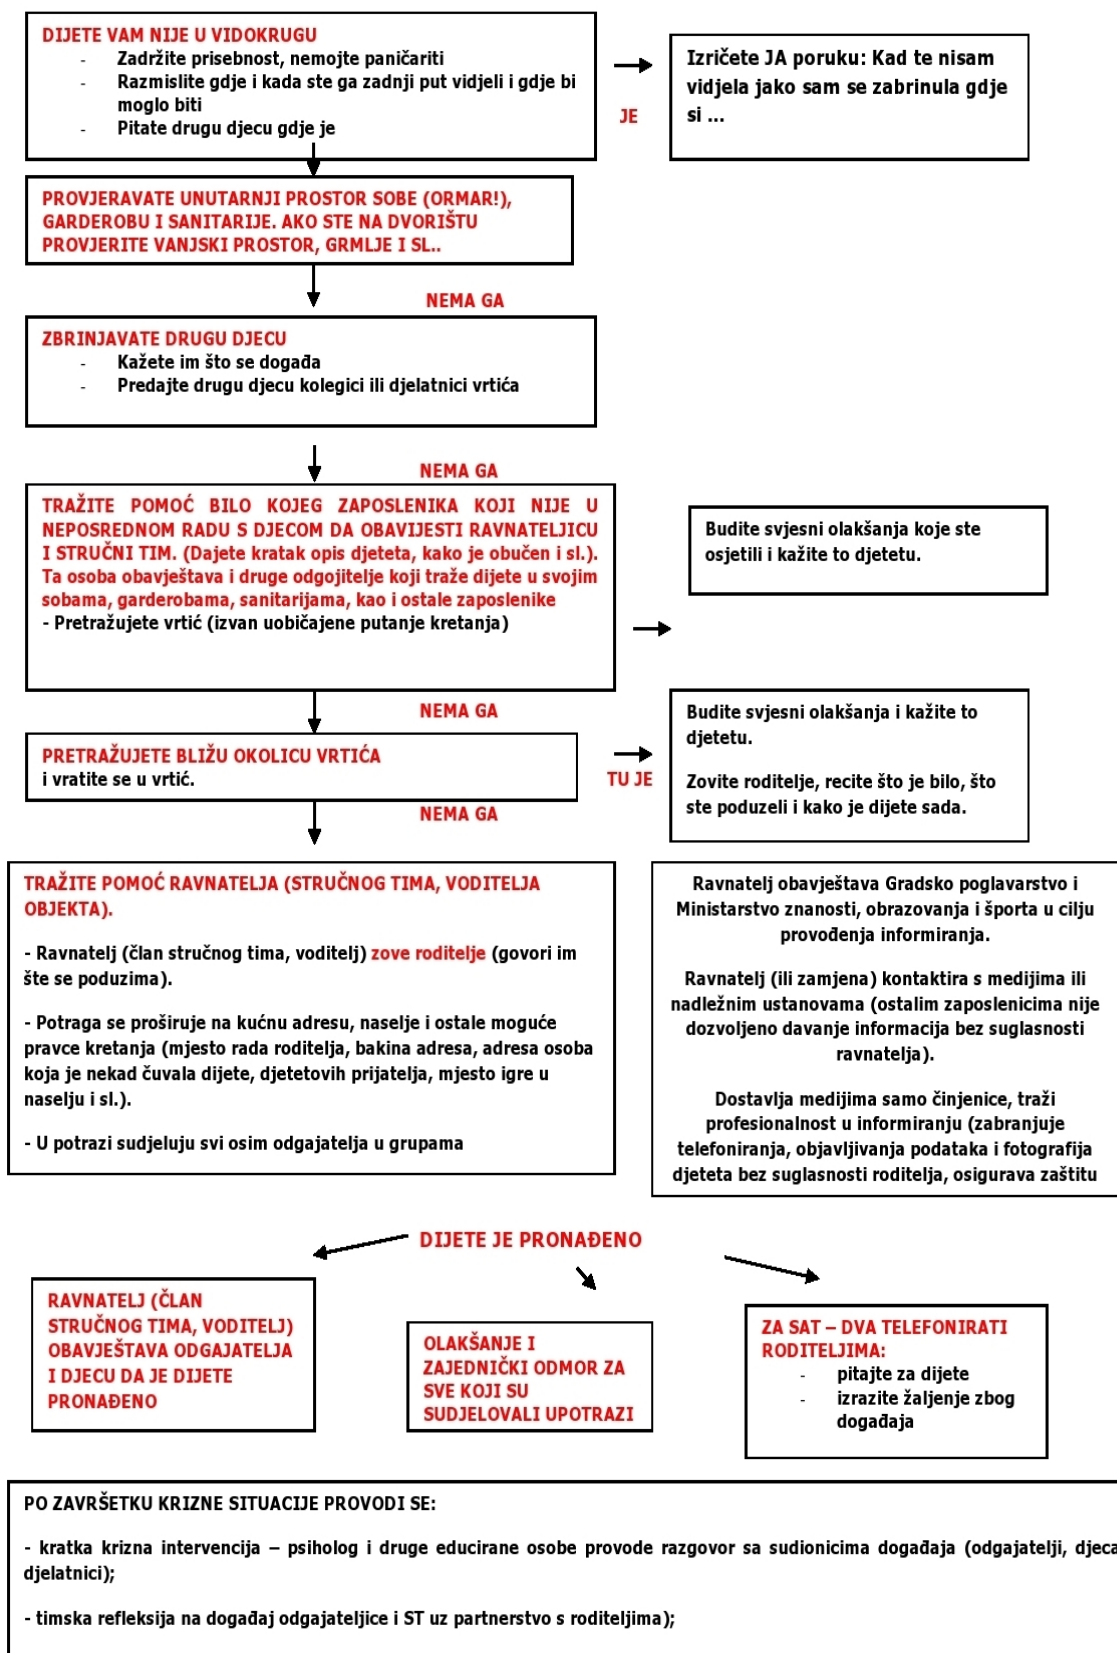 DIJETE VAM NIJE U VIDOKRUGU
- Zadržite prisebnost, nemojte paničariti
- Razmislite gdje i kada ste ga zadnji put vidjeli i gdje bi
moglo biti
- Pitate drugu djecu gdje je
JE
Izričete JA poruku: Kad te nisam
vidjela jako sam se zabrinula gdje
si ...
PROVJERAVATE UNUTARNJI PROSTOR SOBE (ORMAR!),
GARDEROBU I SANITARIJE. AKO STE NA DVORIŠTU
PROVJERITE VANJSKI PROSTOR, GRMLJE I SL..
NEMA GA
ZBRINJAVATE DRUGU DJECU
- Kažete im što se događa
- Predajte drugu djecu kolegici ili djelatnici vrtića
NEMA GA
TRAŽITE POMOĆ BILO KOJEG ZAPOSLENIKA KOJI NIJE U
NEPOSREDNOM RADU S DJECOM DA OBAVIJESTI RAVNATELJICU
I STRUČNI TIM. (Dajete kratak opis djeteta, kako je obučen i sl.).
Ta osoba obavještava i druge odgojitelje koji traže dijete u svojim
sobama, garderobama, sanitarijama, kao i ostale zaposlenike
- Pretražujete vrtić (izvan uobičajene putanje kretanja)
Budite svjesni olakšanja koje ste
osjetili i kažite to djetetu.
NEMA GA
PRETRAŽUJETE BLIŽU OKOLICU VRTIĆA
i vratite se u vrtić.
TU JE
Budite svjesni olakšanja i kažite to
djetetu.
Zovite roditelje, recite što je bilo, što
ste poduzeli i kako je dijete sada.
NEMA GA
TRAŽITE POMOĆ RAVNATELJA (STRUČNOG TIMA, VODITELJA
OBJEKTA).
- Ravnatelj (član stručnog tima, voditelj) zove roditelje (govori im
šte se poduzima).
- Potraga se proširuje na kućnu adresu, naselje i ostale moguće
pravce kretanja (mjesto rada roditelja, bakina adresa, adresa osoba
koja je nekad čuvala dijete, djetetovih prijatelja, mjesto igre u
naselju i sl.).
- U potrazi sudjeluju svi osim odgajatelja u grupama
Ravnatelj obavještava Gradsko poglavarstvo i
Ministarstvo znanosti, obrazovanja i športa u cilju
provođenja informiranja.
Ravnatelj (ili zamjena) kontaktira s medijima ili
nadležnim ustanovama (ostalim zaposlenicima nije
dozvoljeno davanje informacija bez suglasnosti
ravnatelja).
Dostavlja medijima samo činjenice, traži
profesionalnost u informiranju (zabranjuje
telefoniranja, objavljivanja podataka i fotografija
djeteta bez suglasnosti roditelja, osigurava zaštitu
DIJETE JE PRONAĐENO
RAVNATELJ (ČLAN
STRUČNOG TIMA, VODITELJ)
OBAVJEŠTAVA ODGAJATELJA
I DJECU DA JE DIJETE
PRONAĐENO
OLAKŠANJE I
ZAJEDNIČKI ODMOR ZA
SVE KOJI SU
SUDJELOVALI UPOTRAZI
ZA SAT – DVA TELEFONIRATI
RODITELJIMA:
- pitajte za dijete
- izrazite žaljenje zbog
događaja
PO ZAVRŠETKU KRIZNE SITUACIJE PROVODI SE:
- kratka krizna intervencija – psiholog i druge educirane osobe provode razgovor sa sudionicima događaja (odgajatelji, djeca
djelatnici);
- timska refleksija na događaj odgajateljice i ST uz partnerstvo s roditeljima);